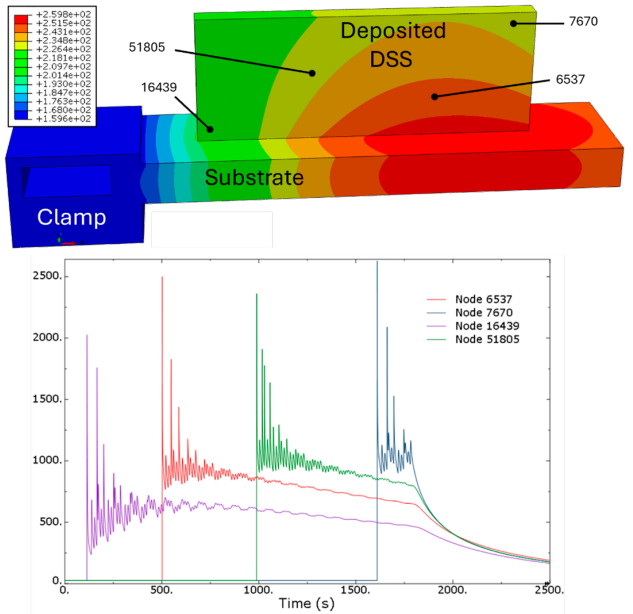 +2.598e+02
+2.515e+02
+2.431e+02
+2.348e+02
+2.264e+02
+2.181e+02
+2.097e+02
+2.014e+02
+1.930e+02
+1.847e+02
+1.763e+02
+1.680e+02
+1.596e+02
Deposited
DSS
7670
51805
6537
16439
Substrate
Clamp
2500.
2000.
1500.
1000.
500.
0.
Node 6537
Node 7670
Node 16439
Node 51805
0. 500. 1000. 1500. 2000. 2500.
Time (s)